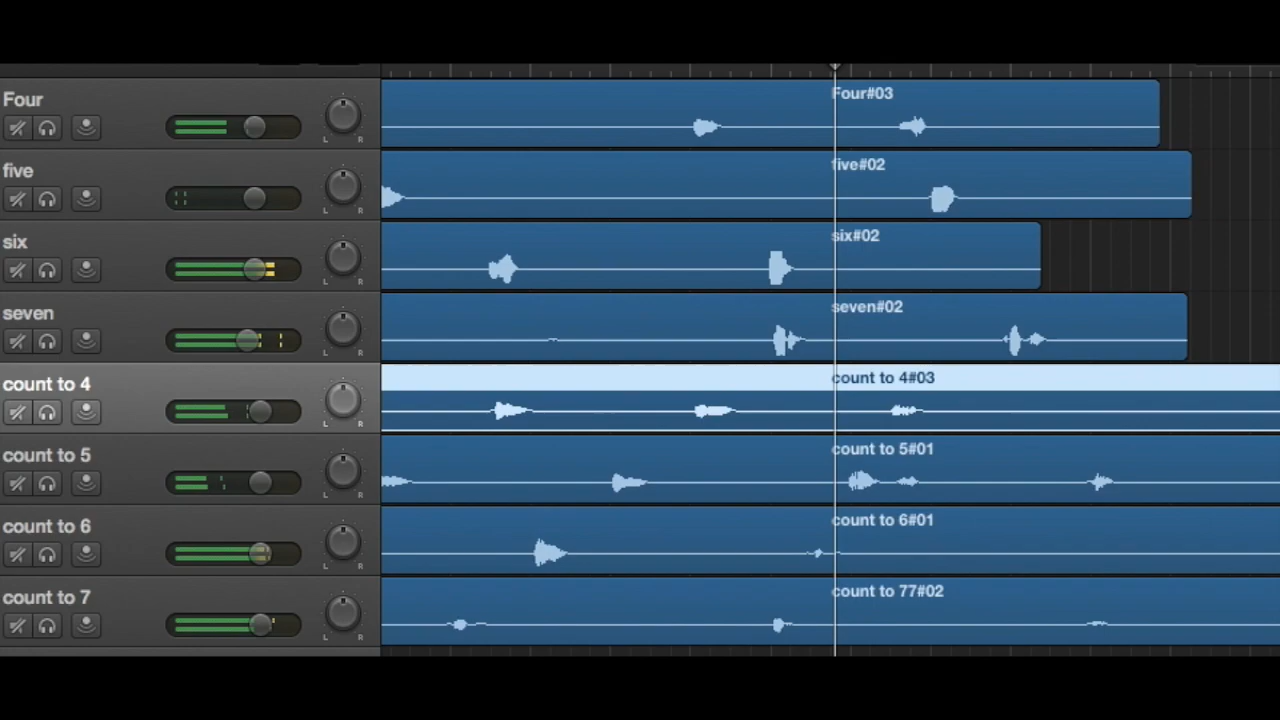 Four
Four#03
L R
five
five#02
L R
six
six#02
L R
seven
seven#02
L R
count to 4
count to 4#03
L R
count to 5
count to 5#01
L R
count to 6
count to 6#01
L R
count to 7
count to 77#02
L R